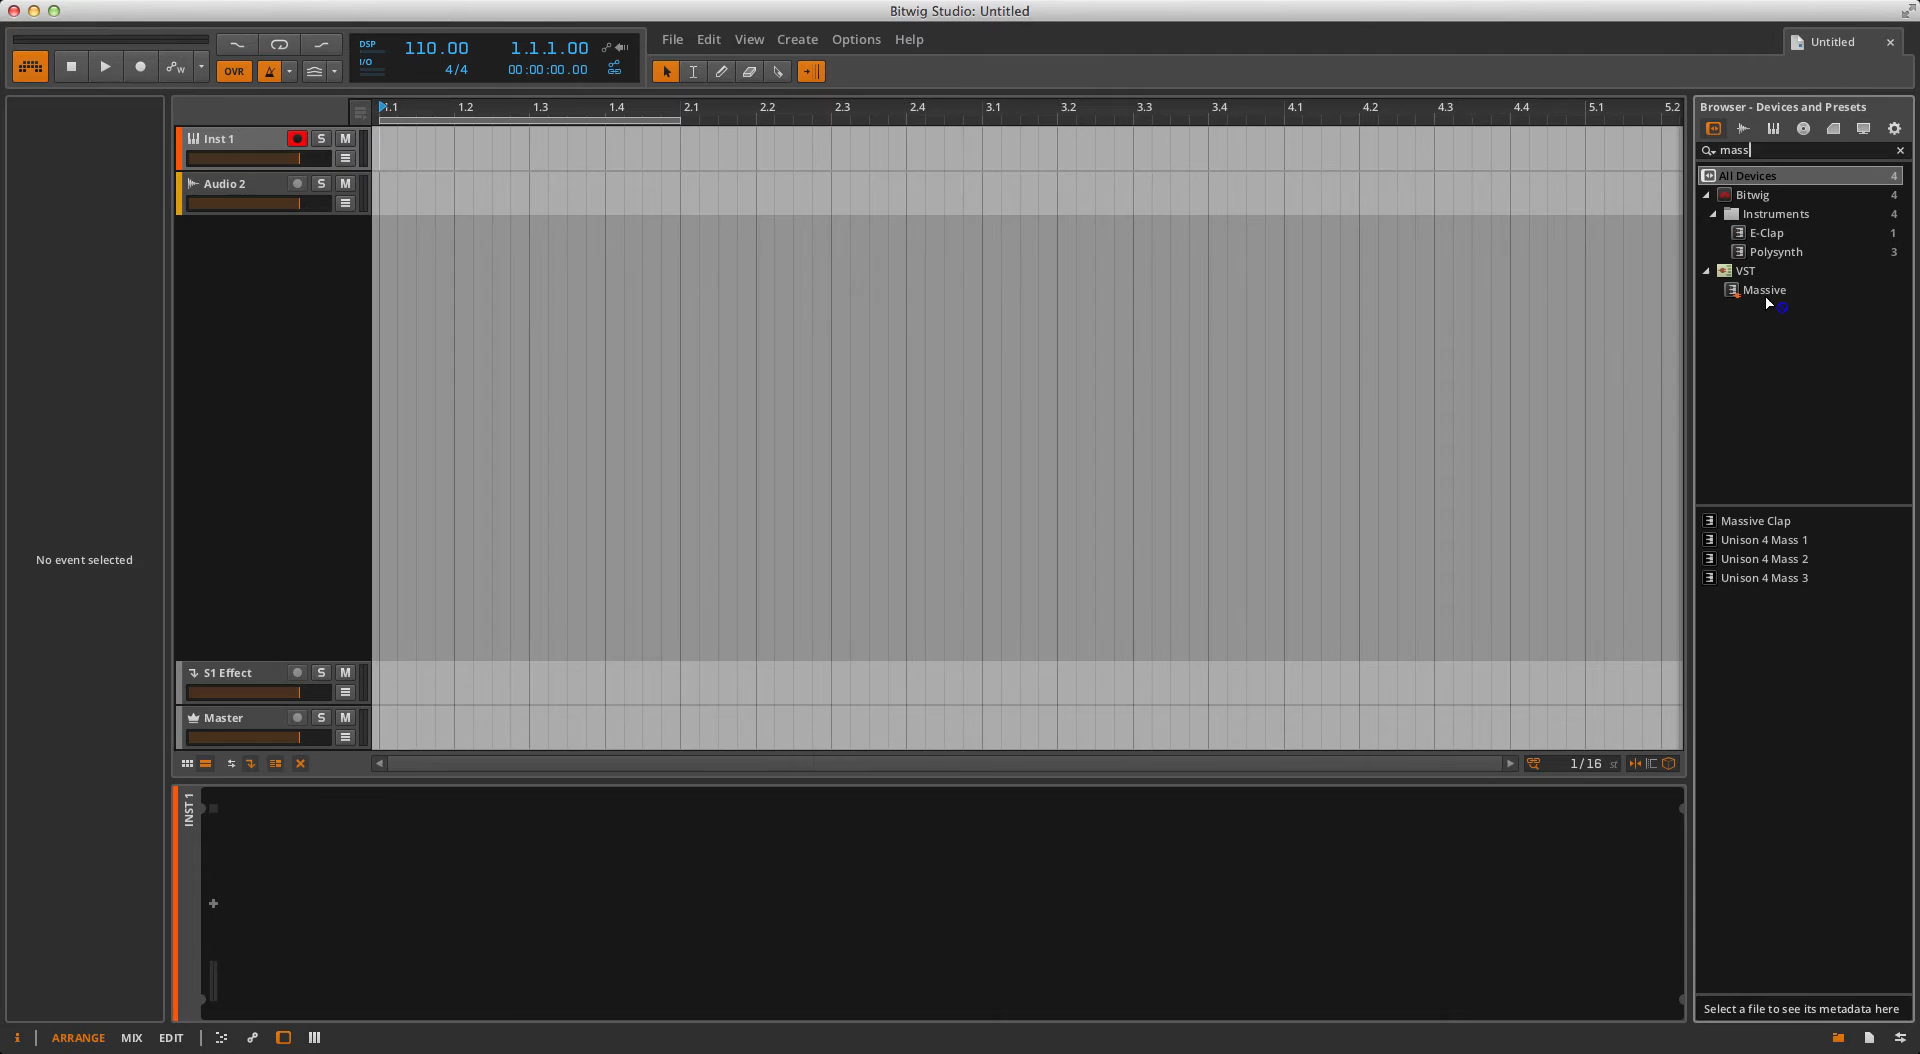 Bitwig Studio: Untitled
DSP 110.00 1.1.1.00
I/O 4/4 00:00:00.00
OVR
File Edit View Create Options Help
Untitled
1.1 1.2 1.3 1.4 2.1 2.2 2.3 2.4 3.1 3.2 3.3 3.4 4.1 4.2 4.3 4.4 5.1 5.2
Inst 1 S M
Audio 2 S M
No event selected
S1 Effect S M
Master S M
1/16 st
INST 1
Browser - Devices and Presets
mass
All Devices 4
Bitwig 4
Instruments 4
E-Clap 1
Polysynth 3
VST
Massive
Massive Clap
Unison 4 Mass 1
Unison 4 Mass 2
Unison 4 Mass 3
Select a file to see its metadata here
i ARRANGE MIX EDIT